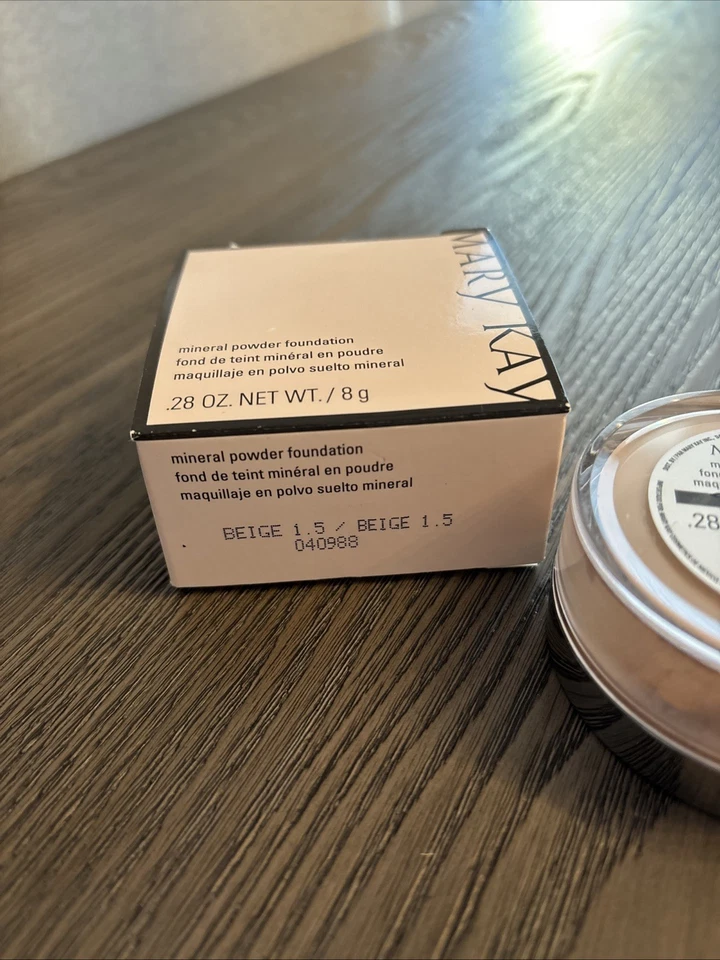 MARY KAY
mineral powder foundation
fond de teint minéral en poudre
maquillaje en polvo suelto mineral
.28 OZ. NET WT. / 8 g
mineral powder foundation
fond de teint minéral en poudre
maquillaje en polvo suelto mineral
BEIGE 1.5 / BEIGE 1.5
040988
.28